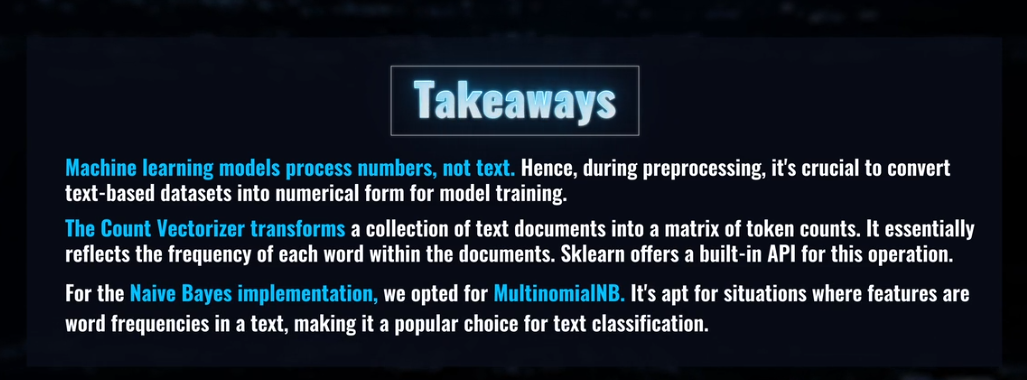 Takeaways
Machine learning models process numbers, not text. Hence, during preprocessing, it's crucial to convert
text-based datasets into numerical form for model training.
The Count Vectorizer transforms a collection of text documents into a matrix of token counts. It essentially
reflects the frequency of each word within the documents. Sklearn offers a built-in API for this operation.
For the Naive Bayes implementation, we opted for MultinomialNB. It's apt for situations where features are
word frequencies in a text, making it a popular choice for text classification.